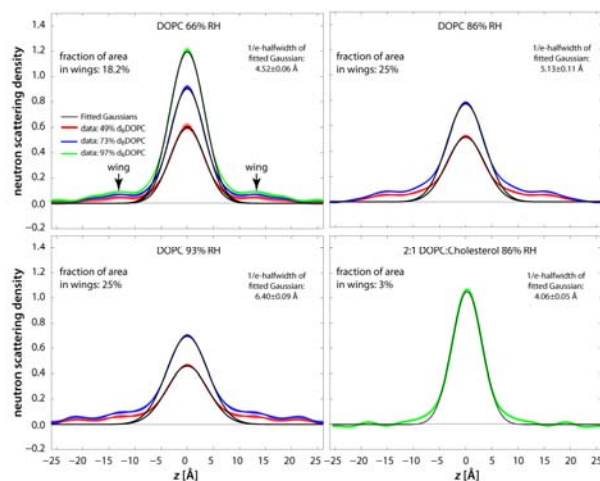 DOPC 66% RH
fraction of area
in wings: 18.2%
1/e-halfwidth of
fitted Gaussian:
4.52±0.06 Å
Fitted Gaussians
data: 49% d₆DOPC
data: 73% d₆DOPC
data: 97% d₆DOPC
wing
wing
neutron scattering density
1.4
1.2
1.0
0.8
0.6
0.4
0.2
0.0
−0.2
DOPC 86% RH
fraction of area
in wings: 25%
1/e-halfwidth of
fitted Gaussian:
5.13±0.11 Å
DOPC 93% RH
fraction of area
in wings: 25%
1/e-halfwidth of
fitted Gaussian:
6.40±0.09 Å
neutron scattering density
1.4
1.2
1.0
0.8
0.6
0.4
0.2
0.0
−0.2
−25 −20 −15 −10 −5 0 5 10 15 20 25
z [Å]
2:1 DOPC:Cholesterol 86% RH
fraction of area
in wings: 3%
1/e-halfwidth of
fitted Gaussian:
4.06±0.05 Å
−25 −20 −15 −10 −5 0 5 10 15 20 25
z [Å]